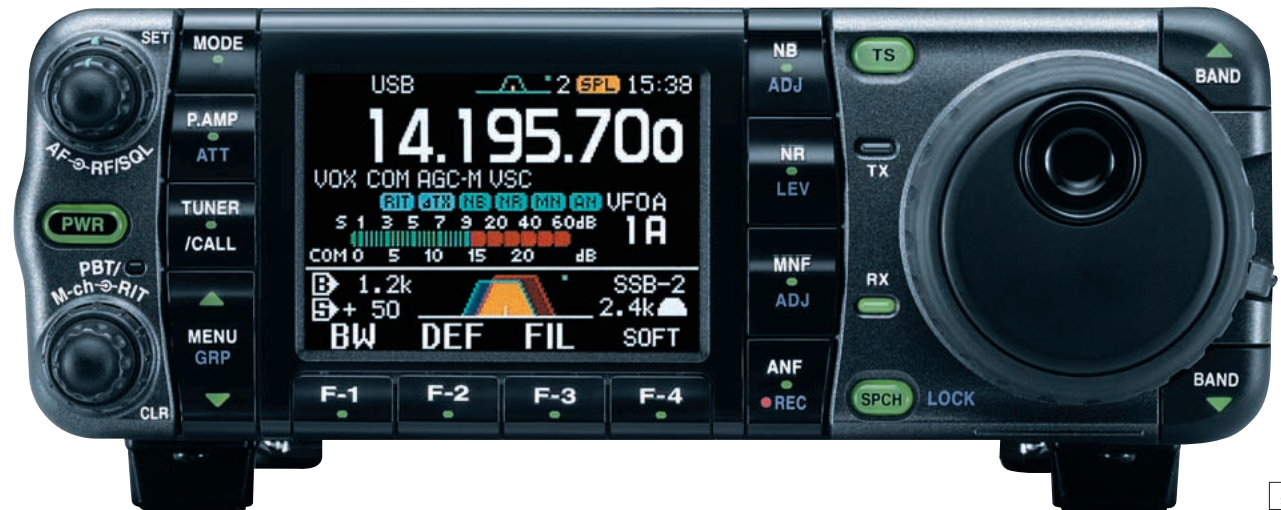 SET
AF RF/SQL
PWR
PBT/
M-ch RIT
CLR
MODE
P.AMP
ATT
TUNER
/CALL
MENU
GRP
USB 2 SPL 15:38
14.195.700
VOX COM AGC-M VSC
RIT ∂TX NB NR MN AN VFOA
S 1 3 5 7 9 20 40 60dB
1A
COM 0 5 10 15 20 dB
B 1.2k SSB-2
S + 50 2.4k
BW DEF FIL SOFT
F-1 F-2 F-3 F-4
NB
ADJ
NR
LEV
MNF
ADJ
ANF
REC
TS
TX
RX
SPCH LOCK
BAND
BAND